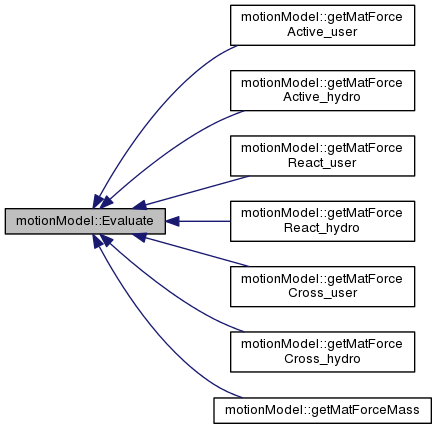 motionModel::getMatForce
Active_user
motionModel::getMatForce
Active_hydro
motionModel::getMatForce
React_user
motionModel::Evaluate
motionModel::getMatForce
React_hydro
motionModel::getMatForce
Cross_user
motionModel::getMatForce
Cross_hydro
motionModel::getMatForceMass